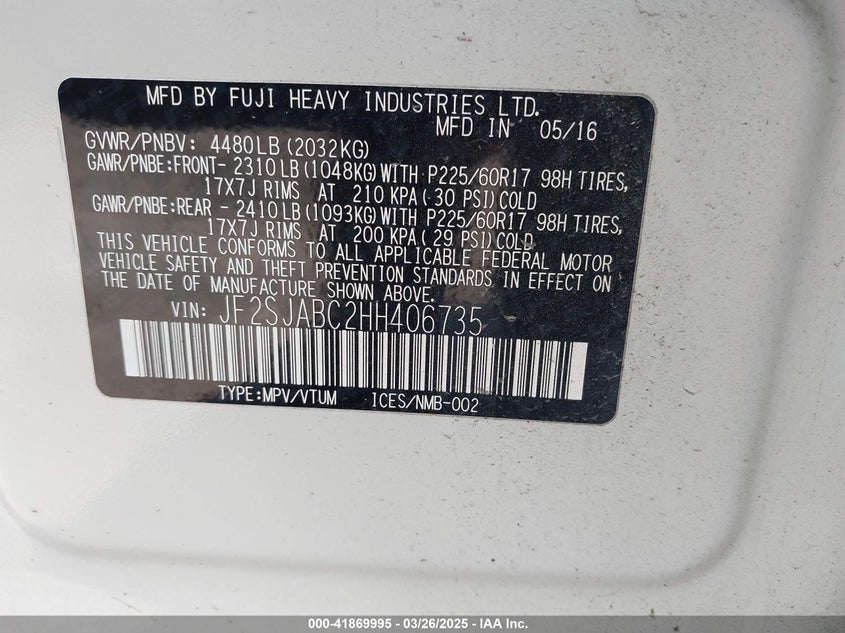 MFD BY FUJI HEAVY INDUSTRIES LTD.
MFD IN 05/16
GVWR/PNBV: 4480LB (2032KG)
GAWR/PNBE:FRONT- 2310LB (1048KG) WITH P225/60R17 98H TIRES,
17X7J RIMS AT 210 KPA ( 30 PSI) COLD
GAWR/PNBE:REAR - 2410LB (1093KG) WITH P225/60R17 98H TIRES,
17X7J RIMS AT 200 KPA ( 29 PSI) COLD
THIS VEHICLE CONFORMS TO ALL APPLICABLE FEDERAL MOTOR
VEHICLE SAFETY AND THEFT PREVENTION STANDARDS IN EFFECT ON
THE DATE OF MANUFACTURE SHOWN ABOVE.
VIN: JF2SJABC2HH406735
TYPE:MPV/VTUM ICES/NMB-002
000-41869995 - 03/26/2025 - IAA Inc.